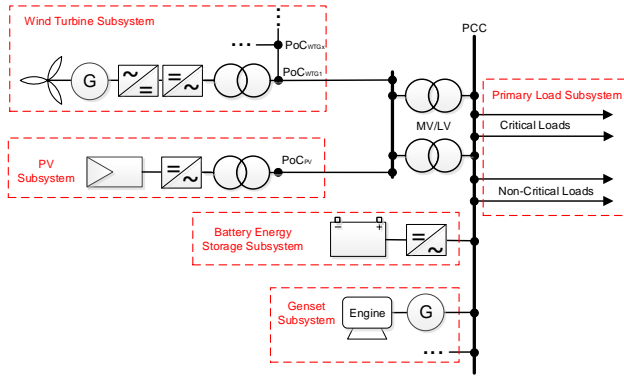 Wind Turbine Subsystem
PoCWTGx
PoCWTG1
G
PCC
Primary Load Subsystem
Critical Loads
MV/LV
Non-Critical Loads
PV
Subsystem
PoCPV
Battery Energy
Storage Subsystem
Genset
Subsystem
Engine
G